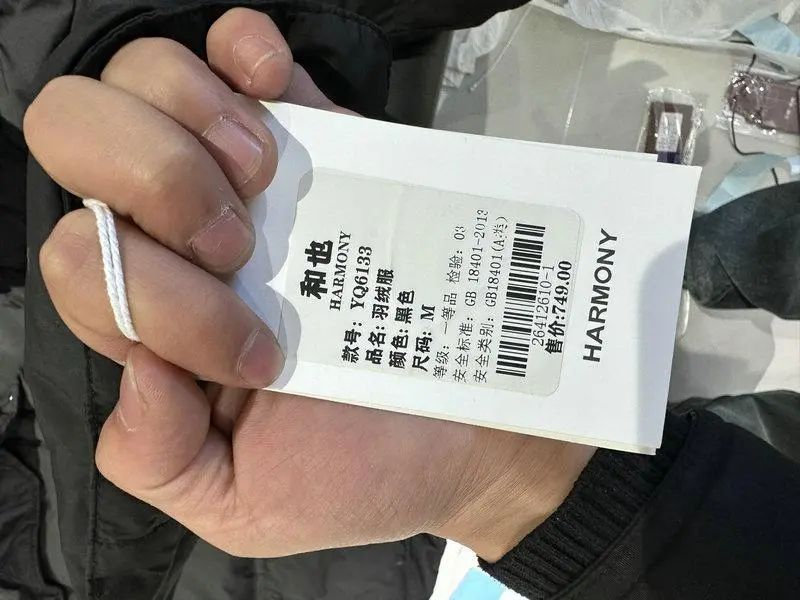 和也
HARMONY
款号: YQ6133
品名: 羽绒服
颜色: 黑色
尺码: M
等级: 一等品 检验: 03
安全标准: GB 18401-2013
安全类别: GB18401(A类)
26412610-1
售价:749.00
HARMONY